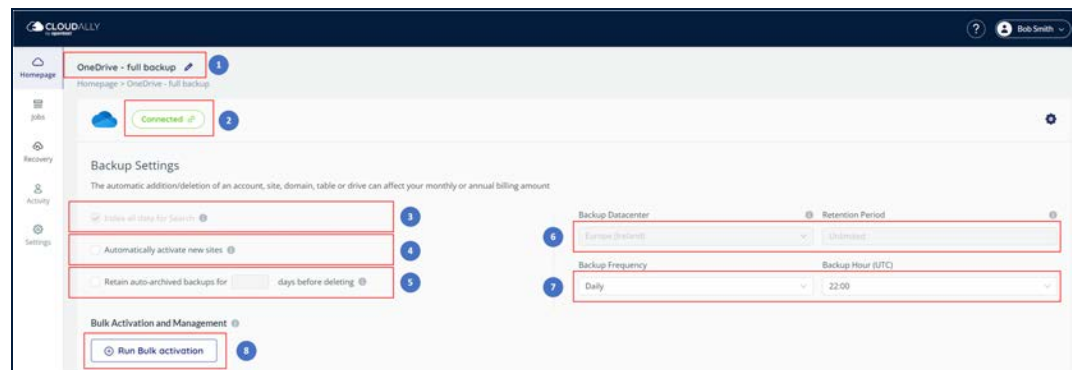 CLOUDALLY
by opentext
? Bob Smith
Homepage
Jobs
Recovery
Activity
Settings
OneDrive - full backup 1
Homepage > OneDrive - full backup
Connected 2
Backup Settings
The automatic addition/deletion of an account, site, domain, table or drive can affect your monthly or annual billing amount
Index all data for Search 3
Automatically activate new sites 4
Retain auto-archived backups for days before deleting 5
Backup Datacenter Retention Period
6 Europe (Ireland) Unlimited
Backup Frequency Backup Hour (UTC)
7 Daily 22:00
Bulk Activation and Management
Run Bulk activation 8